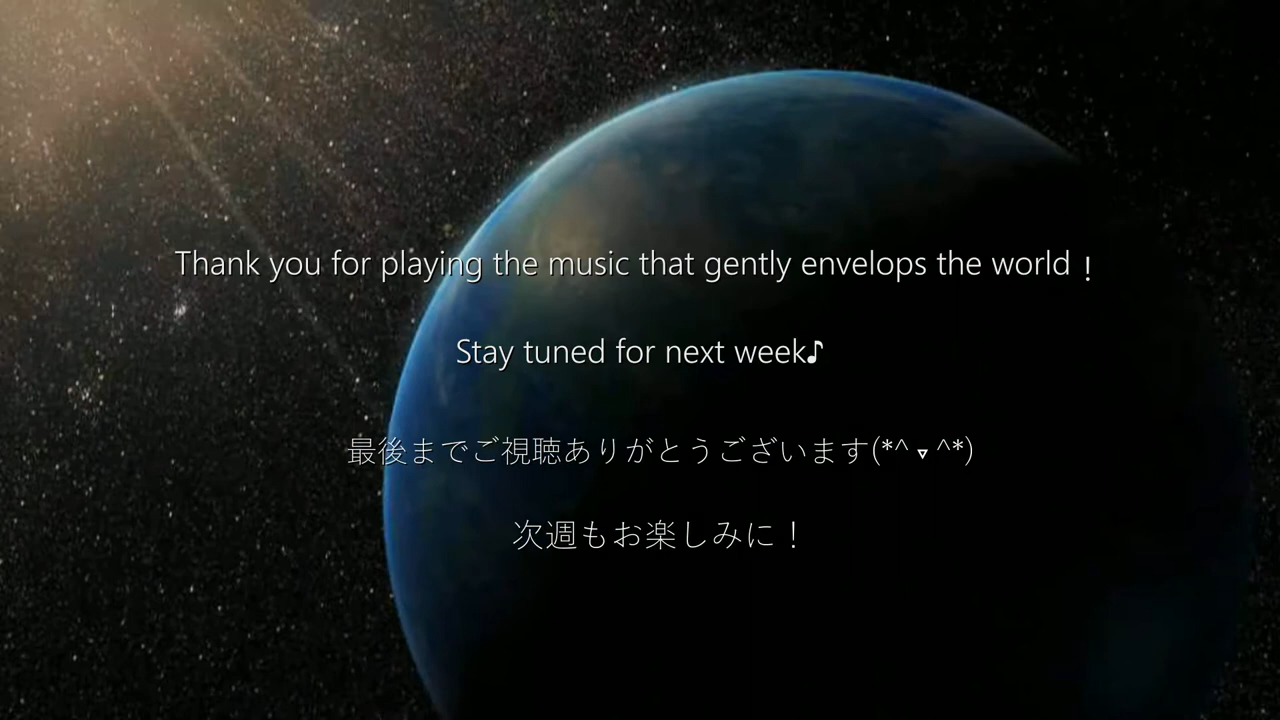 Thank you for playing the music that gently envelops the world！
Stay tuned for next week♪
最後までご視聴ありがとうございます(*^▿^*)
次週もお楽しみに！